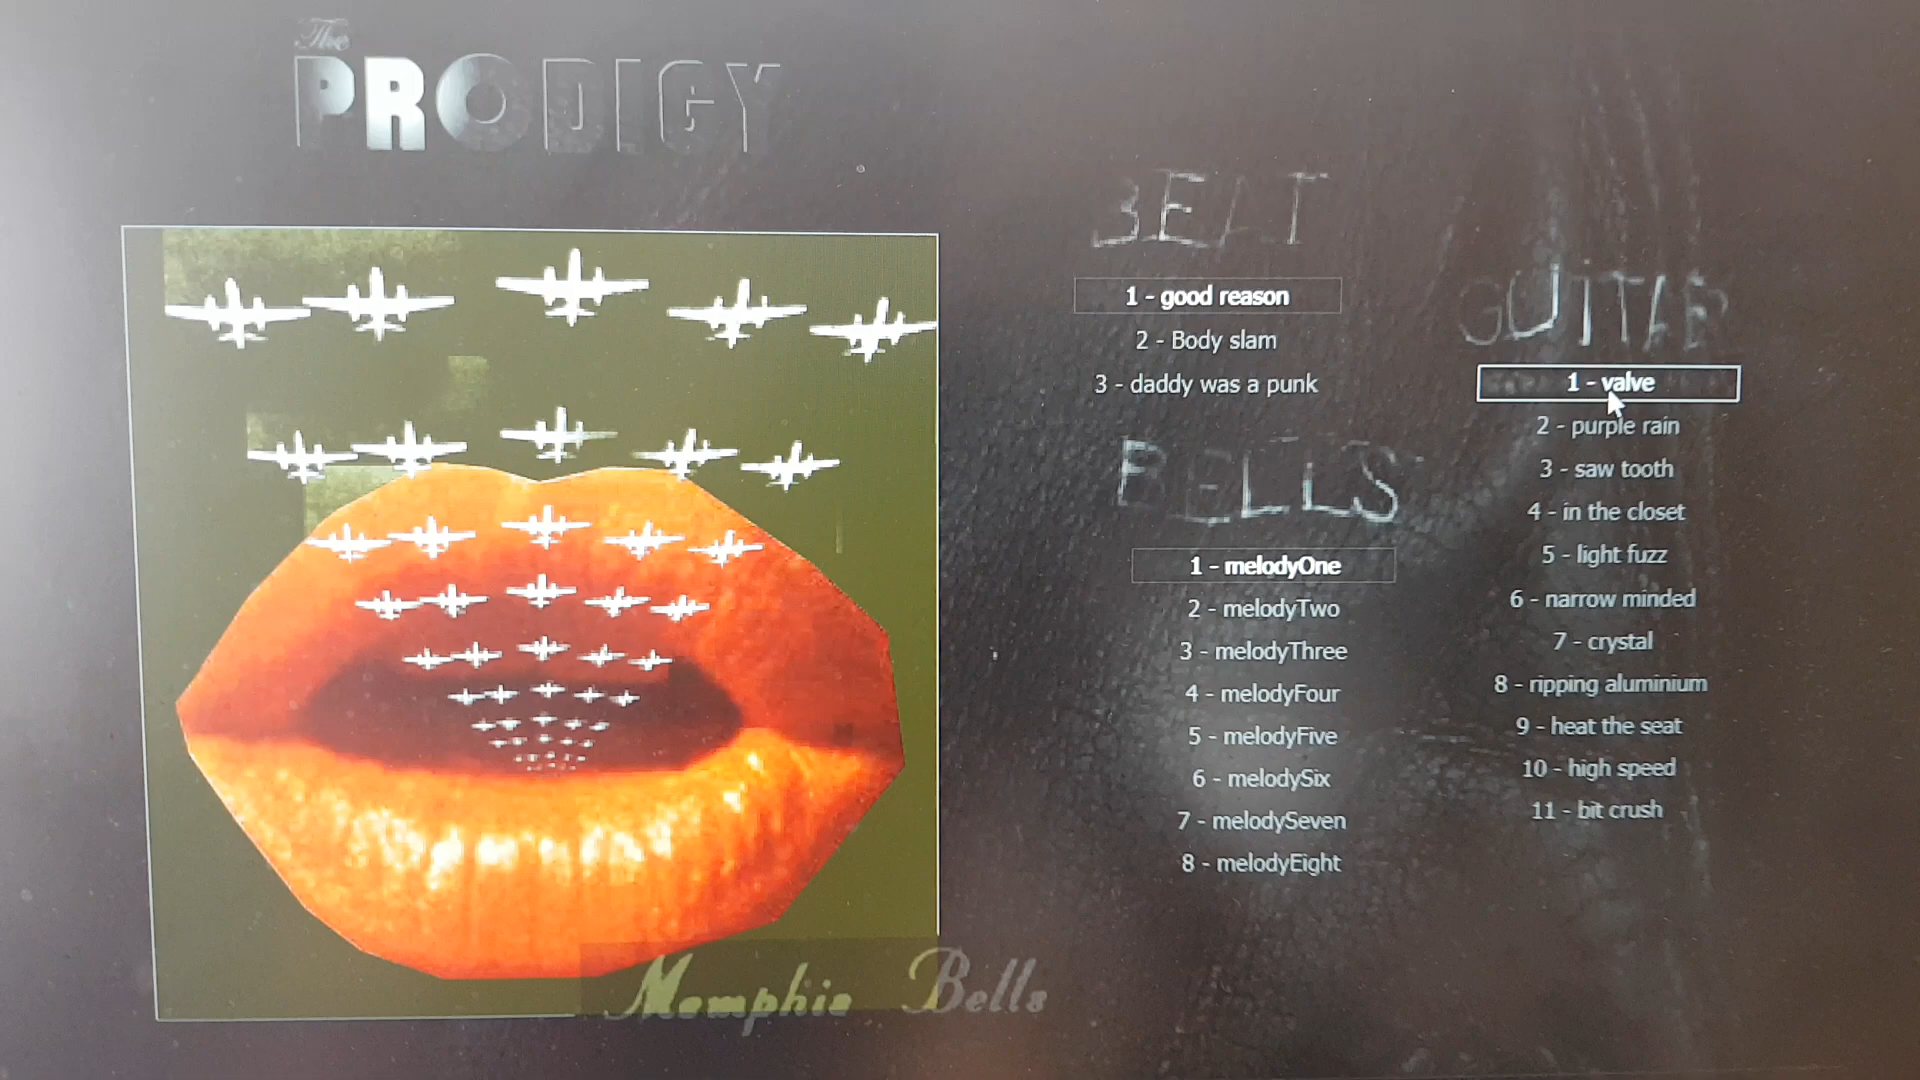 The
PRODIGY
BEAT
1 - good reason
2 - Body slam
3 - daddy was a punk
BELLS
1 - melodyOne
2 - melodyTwo
3 - melodyThree
4 - melodyFour
5 - melodyFive
6 - melodySix
7 - melodySeven
8 - melodyEight
GUITAR
1 - valve
2 - purple rain
3 - saw tooth
4 - in the closet
5 - light fuzz
6 - narrow minded
7 - crystal
8 - ripping aluminium
9 - heat the seat
10 - high speed
11 - bit crush
Memphis Bells